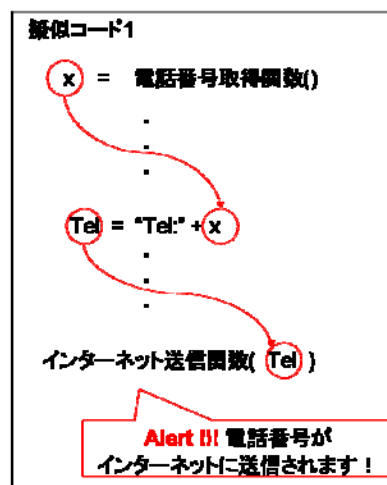 擬似コード1
x = 電話番号取得関数()
.
.
.
Tel = "Tel:" + x
.
.
.
インターネット送信関数( Tel )
Alert !!! 電話番号が
インターネットに送信されます！